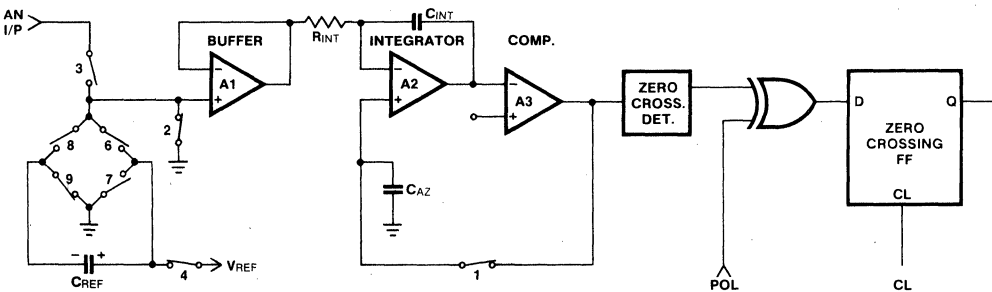 AN
I/P
3
BUFFER
A1
+
2
RINT
CINT
INTEGRATOR
A2
+
COMP.
A3
+
ZERO
CROSS.
DET.
D
Q
ZERO
CROSSING
FF
CL
8
6
9
7
- +
CREF
4
VREF
CAZ
1
POL
CL